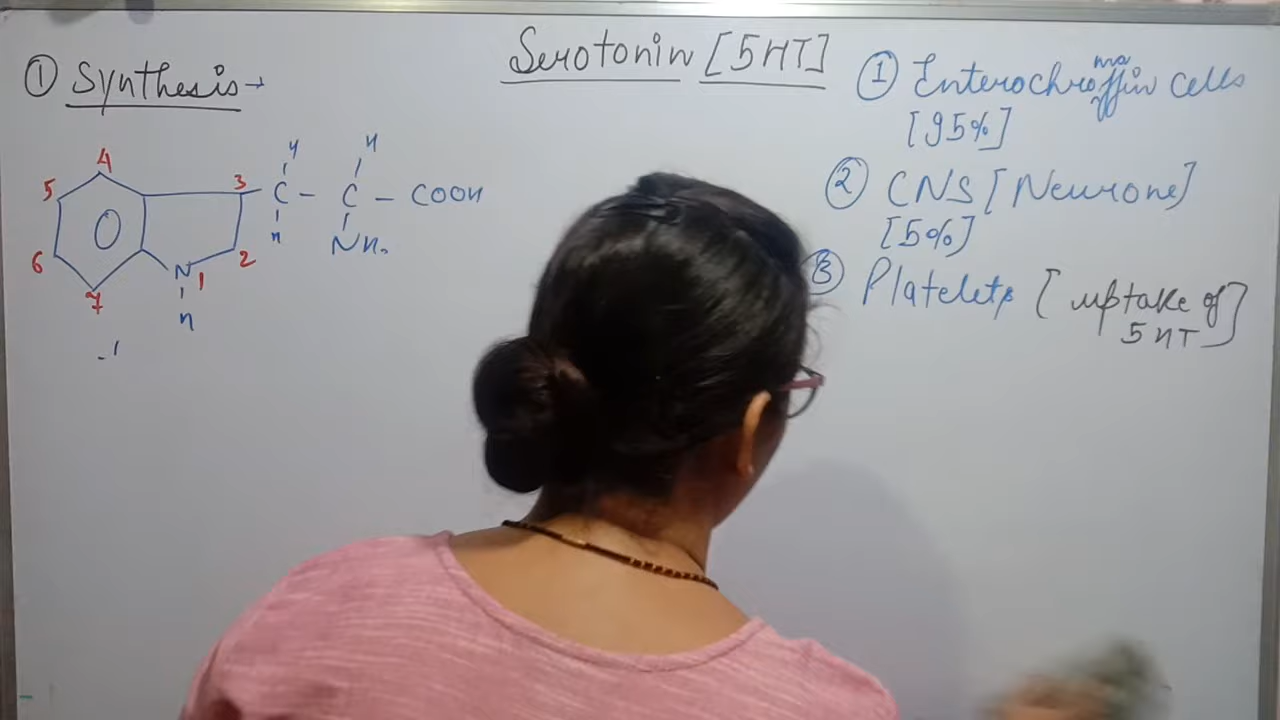 Serotonin [5HT]
① Synthesis→
4
5
6
7
3
2
1
H H
C - C - COOH
H NH₂
N
H
① Enterochromaffin cells
[95%]
② CNS [Neurone]
[5%]
③ Platelets [uptake of
5HT]